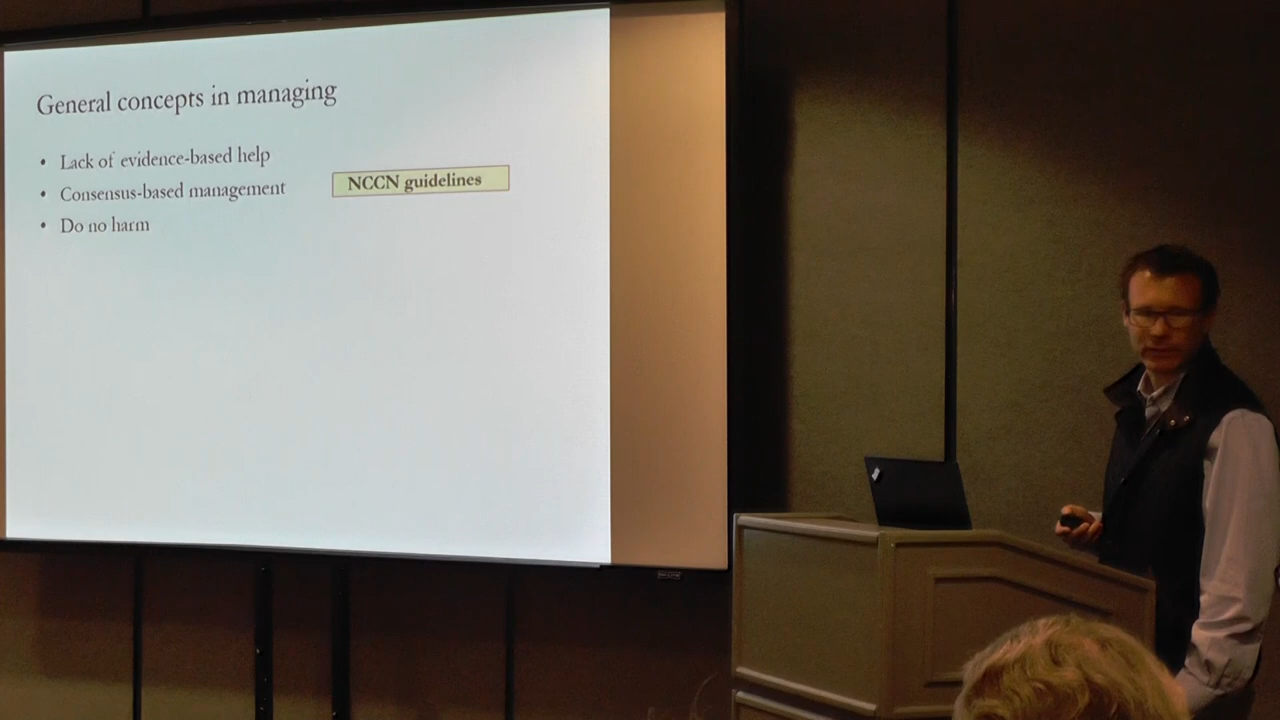 General concepts in managing
• Lack of evidence-based help
• Consensus-based management
NCCN guidelines
• Do no harm